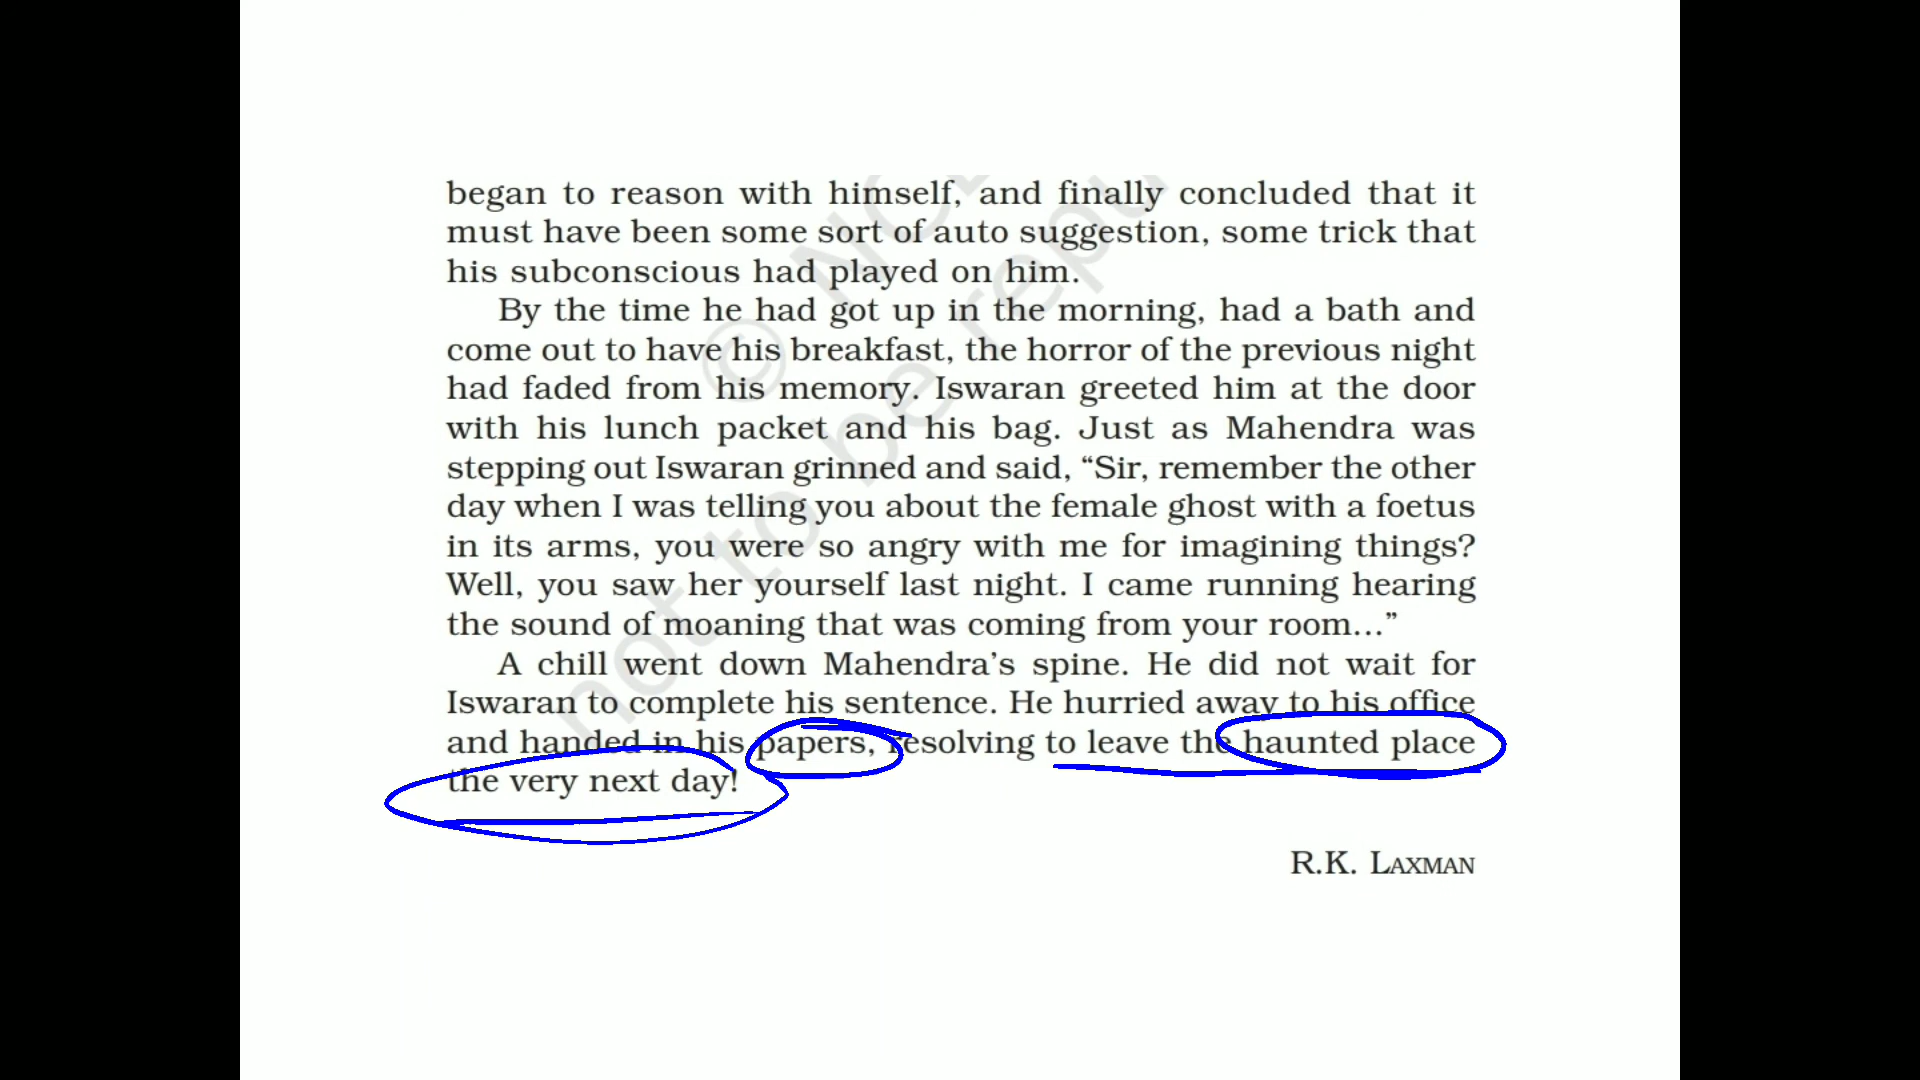 began to reason with himself, and finally concluded that it
must have been some sort of auto suggestion, some trick that
his subconscious had played on him.
By the time he had got up in the morning, had a bath and
come out to have his breakfast, the horror of the previous night
had faded from his memory. Iswaran greeted him at the door
with his lunch packet and his bag. Just as Mahendra was
stepping out Iswaran grinned and said, “Sir, remember the other
day when I was telling you about the female ghost with a foetus
in its arms, you were so angry with me for imagining things?
Well, you saw her yourself last night. I came running hearing
the sound of moaning that was coming from your room...”
A chill went down Mahendra’s spine. He did not wait for
Iswaran to complete his sentence. He hurried away to his office
and handed in his papers, resolving to leave the haunted place
the very next day!
R.K. LAXMAN
©
not to be